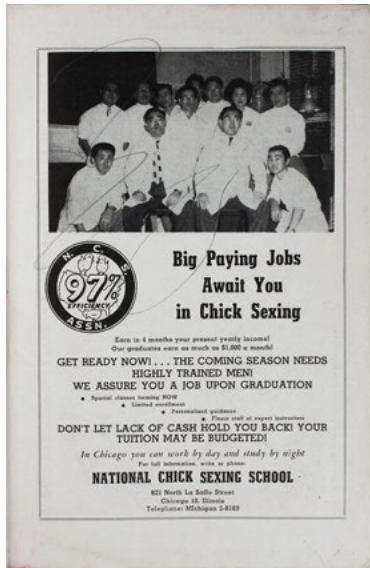 N. C. S.
97%
EFFICIENCY
ASSN.
Big Paying Jobs
Await You
in Chick Sexing
Earn in 4 months your present yearly income!
Our graduates earn as much as $1,000 a month!
GET READY NOW! . . . THE COMING SEASON NEEDS
HIGHLY TRAINED MEN!
WE ASSURE YOU A JOB UPON GRADUATION
• Special classes forming NOW
• Limited enrollment
• Personalized guidance
• Finest staff of expert instructors
DON'T LET LACK OF CASH HOLD YOU BACK! YOUR
TUITION MAY BE BUDGETED!
In Chicago you can work by day and study by night
For full information, write or phone:
NATIONAL CHICK SEXING SCHOOL
821 North La Salle Street
Chicago 10, Illinois
Telephone: MIchigan 2-8183